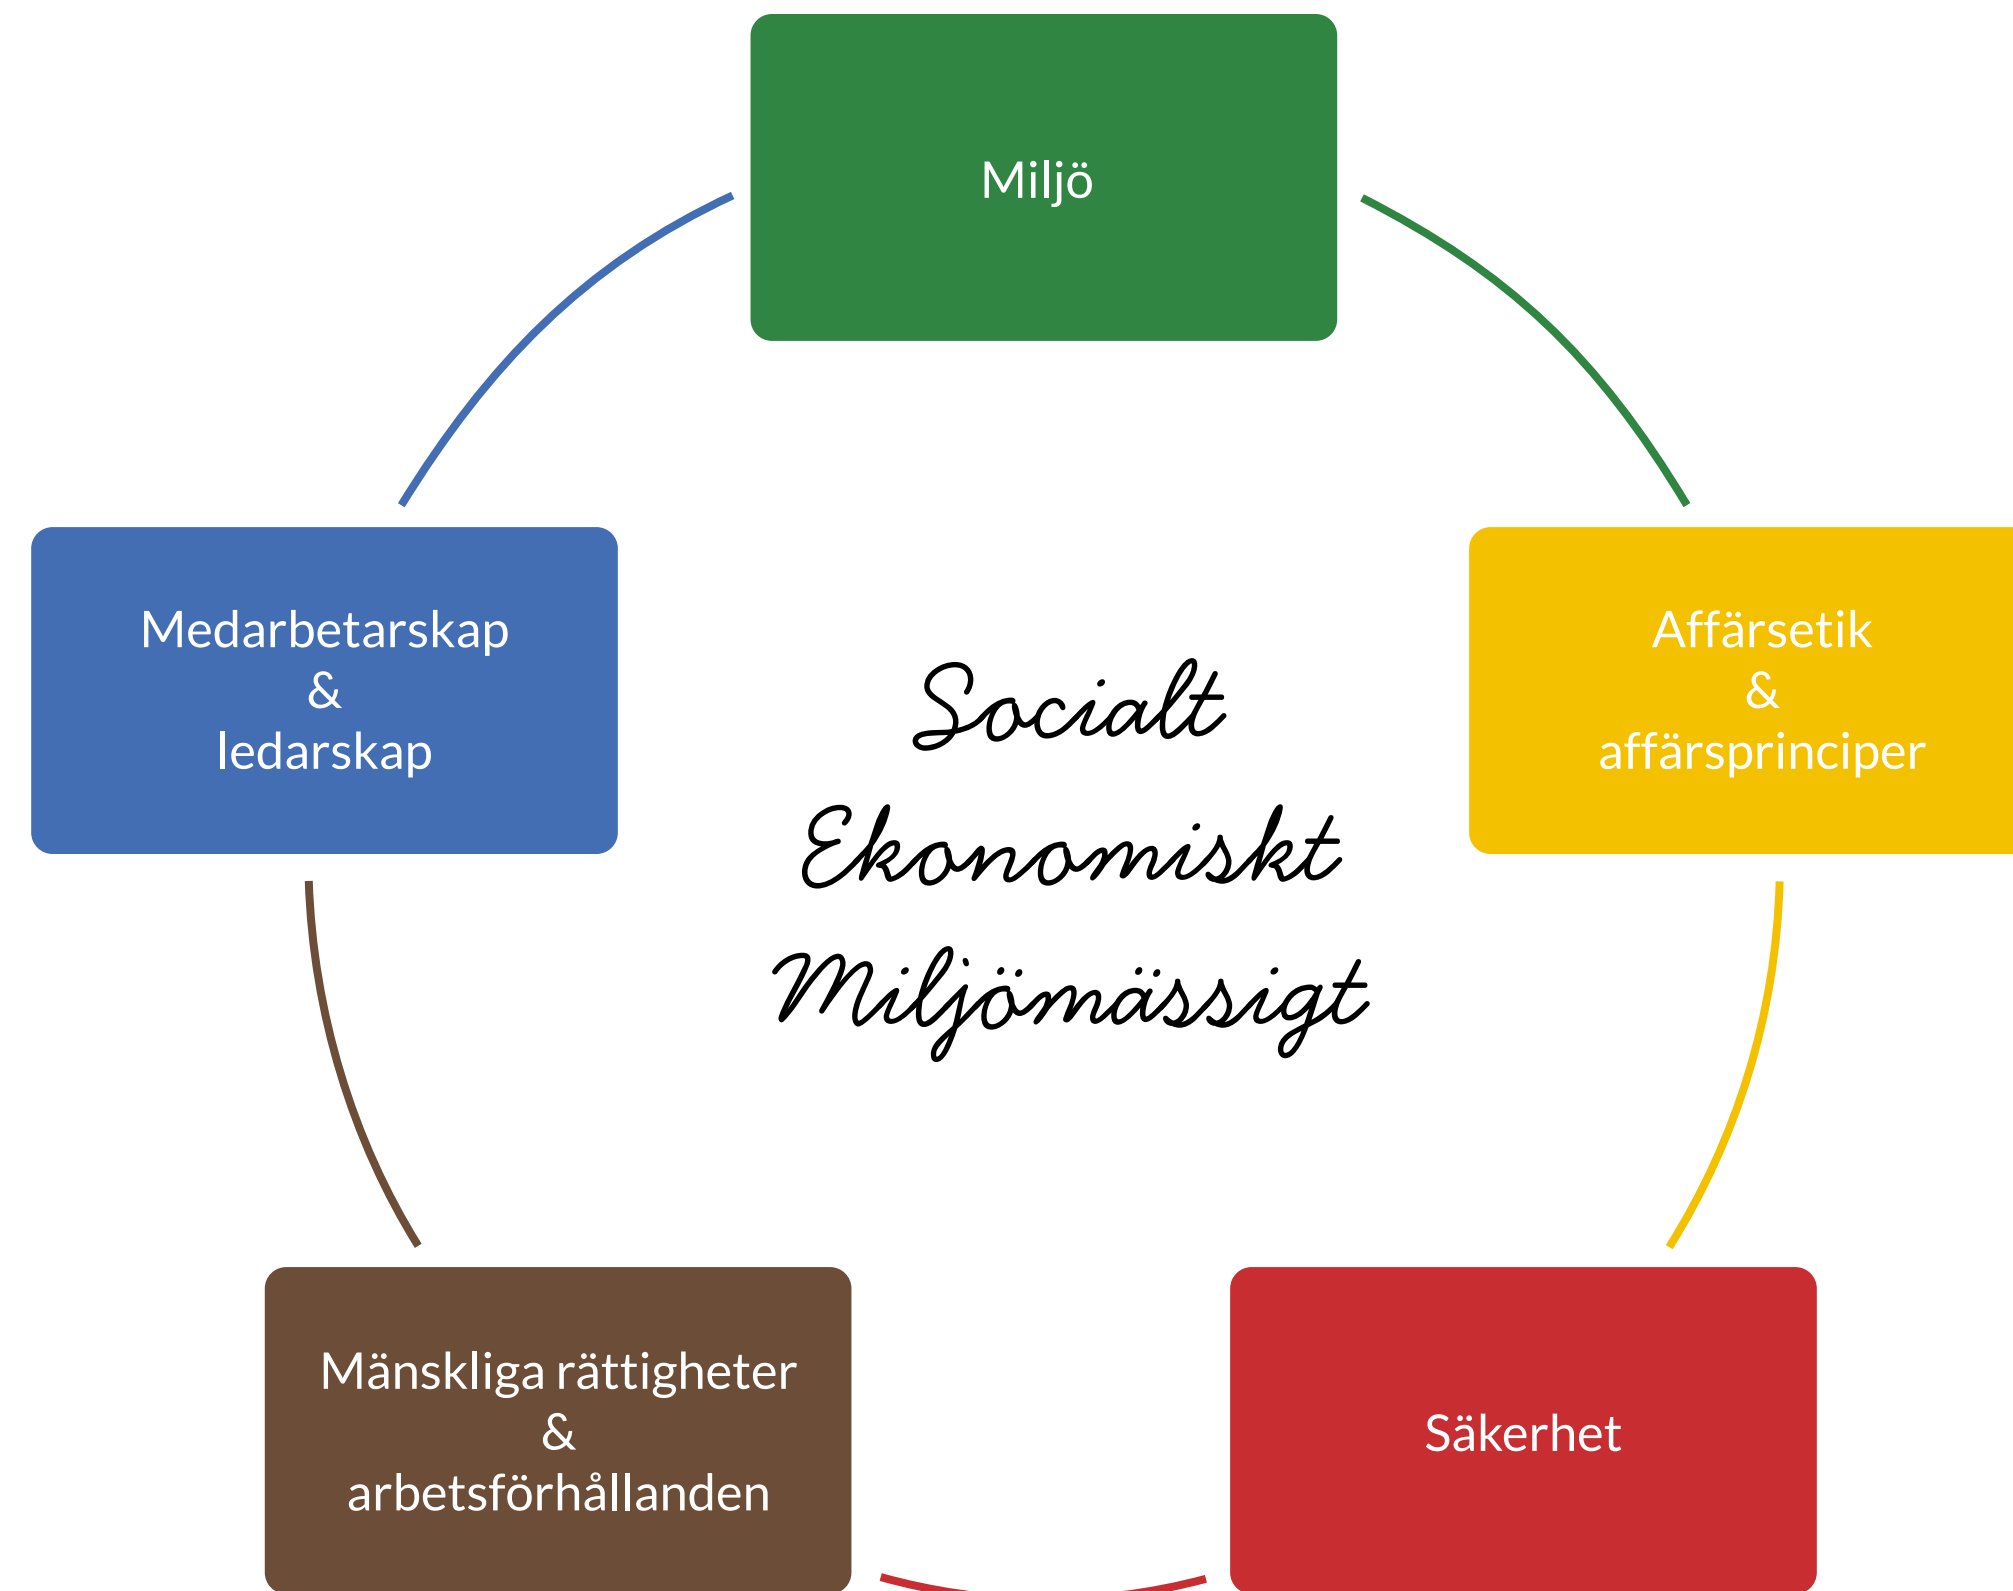 Miljö
Medarbetarskap
&
ledarskap
Affärsetik
&
affärsprinciper
Socialt
Ekonomiskt
Miljömässigt
Mänskliga rättigheter
&
arbetsförhållanden
Säkerhet